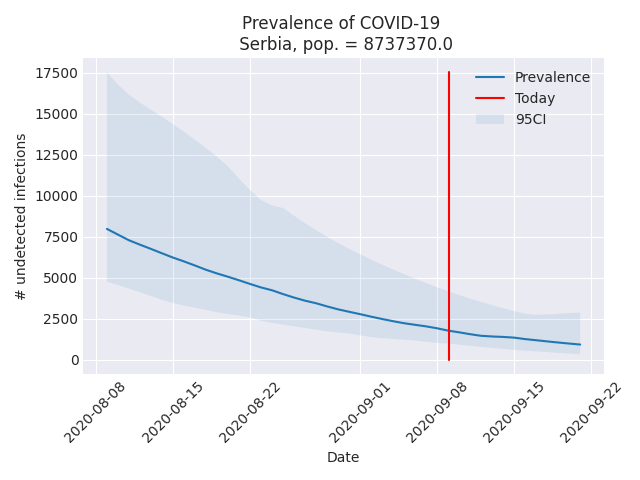 Prevalence of COVID-19
Serbia, pop. = 8737370.0
# undetected infections
17500
15000
12500
10000
7500
5000
2500
0
Prevalence
Today
95CI
2020-08-08
2020-08-15
2020-08-22
2020-09-01
2020-09-08
2020-09-15
2020-09-22
Date